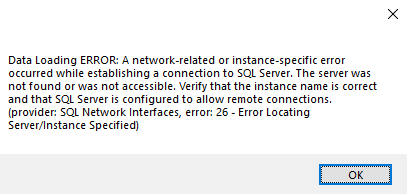 Data Loading ERROR: A network-related or instance-specific error
occurred while establishing a connection to SQL Server. The server was
not found or was not accessible. Verify that the instance name is correct
and that SQL Server is configured to allow remote connections.
(provider: SQL Network Interfaces, error: 26 - Error Locating
Server/Instance Specified)
OK